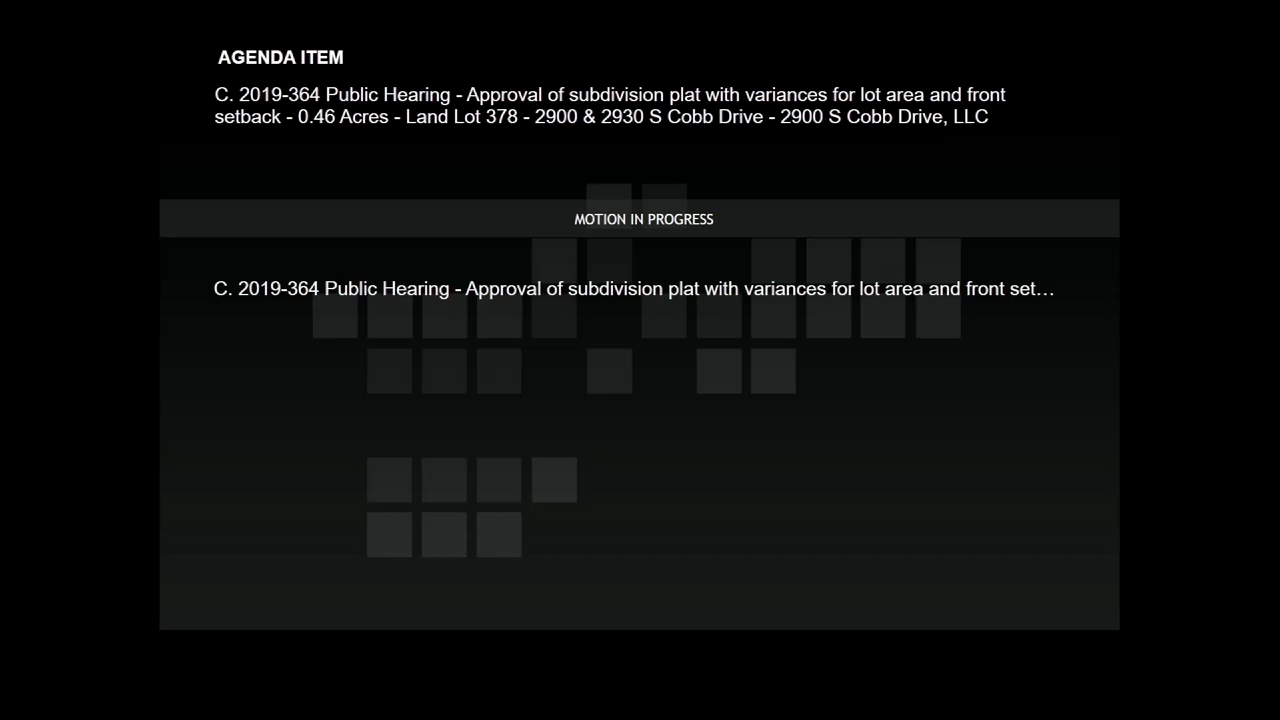 AGENDA ITEM
C. 2019-364 Public Hearing - Approval of subdivision plat with variances for lot area and front
setback - 0.46 Acres - Land Lot 378 - 2900 & 2930 S Cobb Drive - 2900 S Cobb Drive, LLC
MOTION IN PROGRESS
C. 2019-364 Public Hearing - Approval of subdivision plat with variances for lot area and front set…